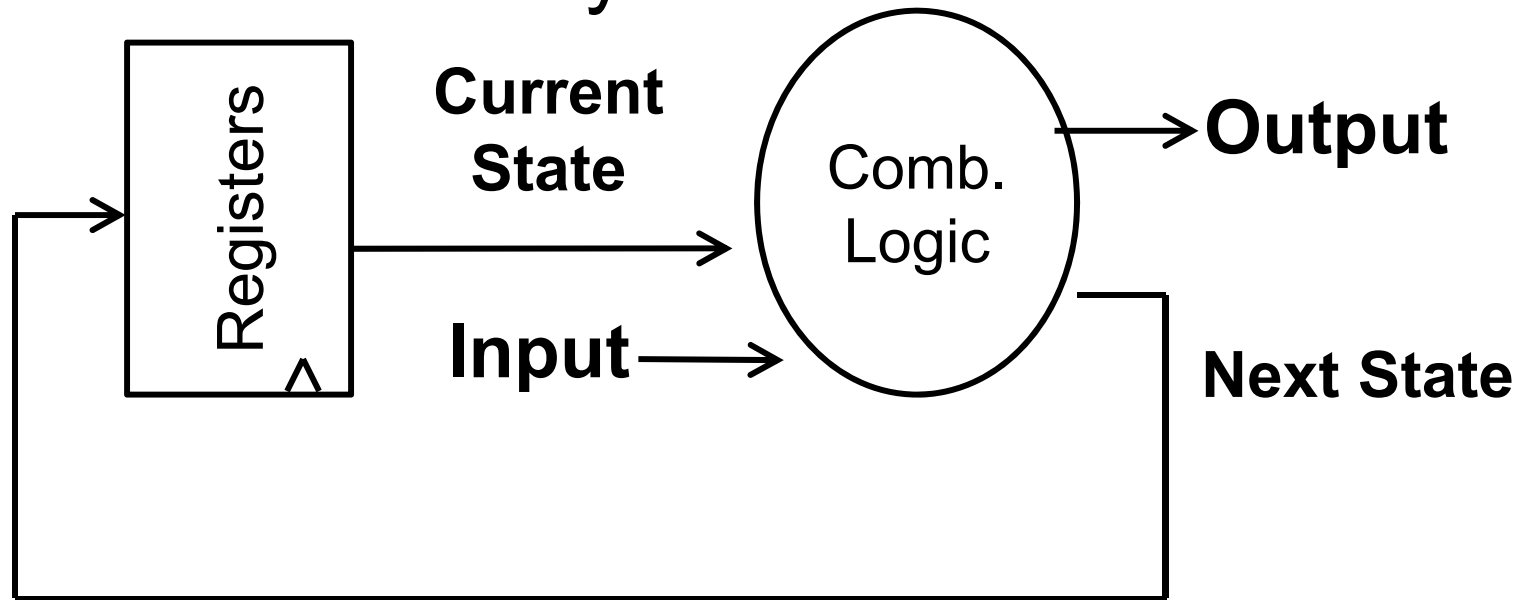 Registers
Current
State
Input
Comb.
Logic
Output
Next State